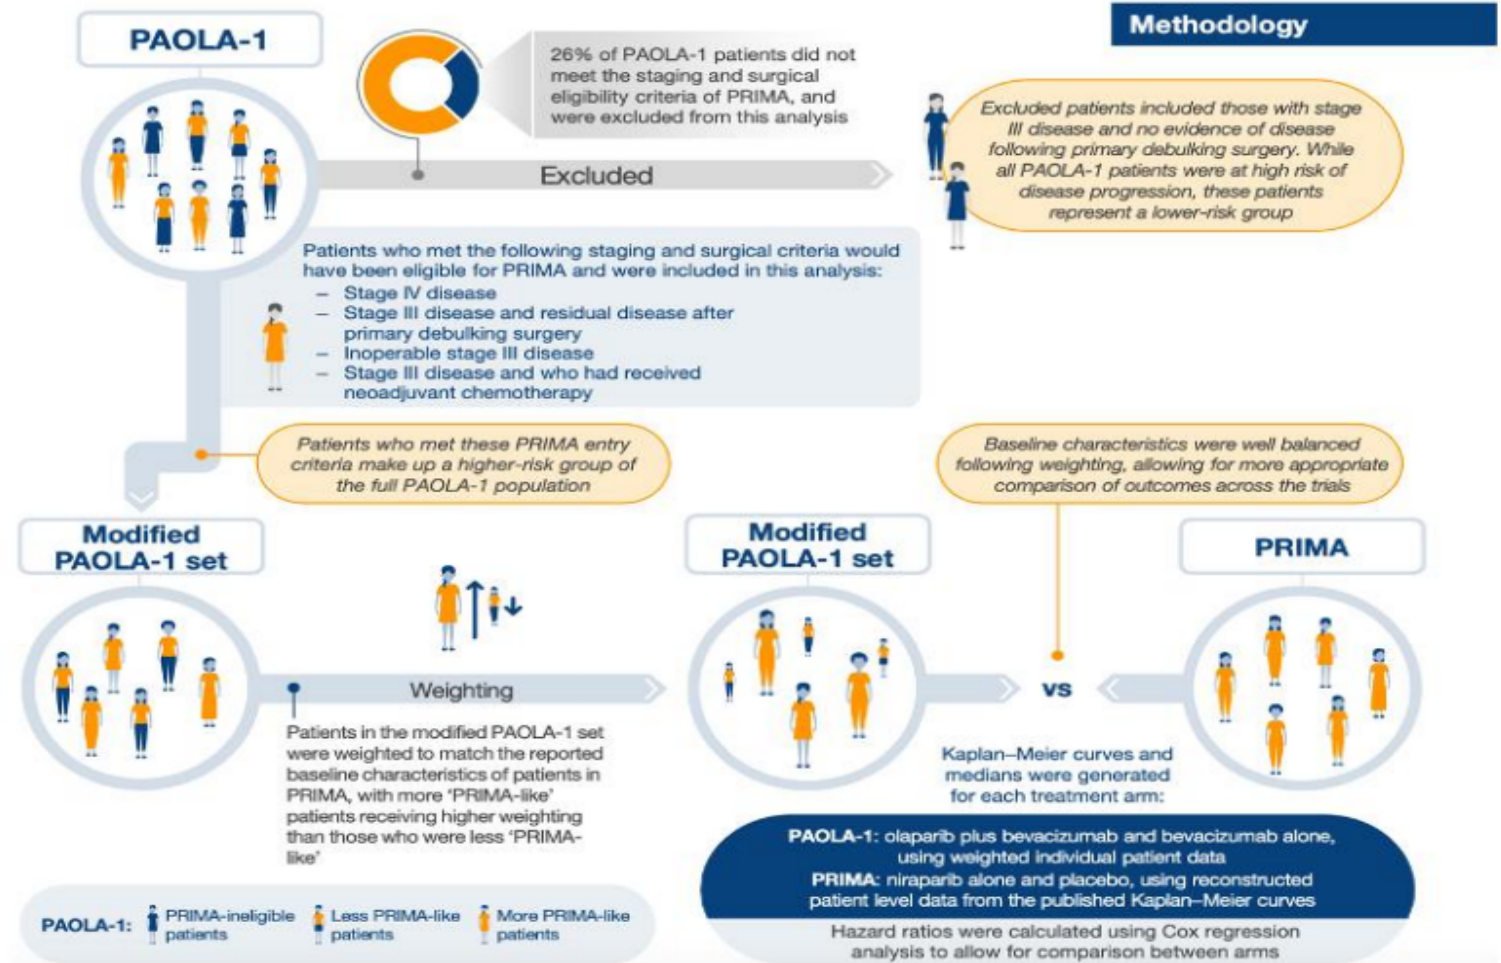 Methodology
PAOLA-1
26% of PAOLA-1 patients did not
meet the staging and surgical
eligibility criteria of PRIMA, and
were excluded from this analysis
Excluded
Excluded patients included those with stage
III disease and no evidence of disease
following primary debulking surgery. While
all PAOLA-1 patients were at high risk of
disease progression, these patients
represent a lower-risk group
Patients who met the following staging and surgical criteria would
have been eligible for PRIMA and were included in this analysis:
– Stage IV disease
– Stage III disease and residual disease after
primary debulking surgery
– Inoperable stage III disease
– Stage III disease and who had received
neoadjuvant chemotherapy
Patients who met these PRIMA entry
criteria make up a higher-risk group of
the full PAOLA-1 population
Baseline characteristics were well balanced
following weighting, allowing for more appropriate
comparison of outcomes across the trials
Modified
PAOLA-1 set
Weighting
Patients in the modified PAOLA-1 set
were weighted to match the reported
baseline characteristics of patients in
PRIMA, with more ‘PRIMA-like’
patients receiving higher weighting
than those who were less ‘PRIMA-
like’
Modified
PAOLA-1 set
vs
PRIMA
Kaplan–Meier curves and
medians were generated
for each treatment arm:
PAOLA-1: olaparib plus bevacizumab and bevacizumab alone,
using weighted individual patient data
PRIMA: niraparib alone and placebo, using reconstructed
patient level data from the published Kaplan–Meier curves
Hazard ratios were calculated using Cox regression
analysis to allow for comparison between arms
PAOLA-1:
PRIMA-ineligible
patients
Less PRIMA-like
patients
More PRIMA-like
patients